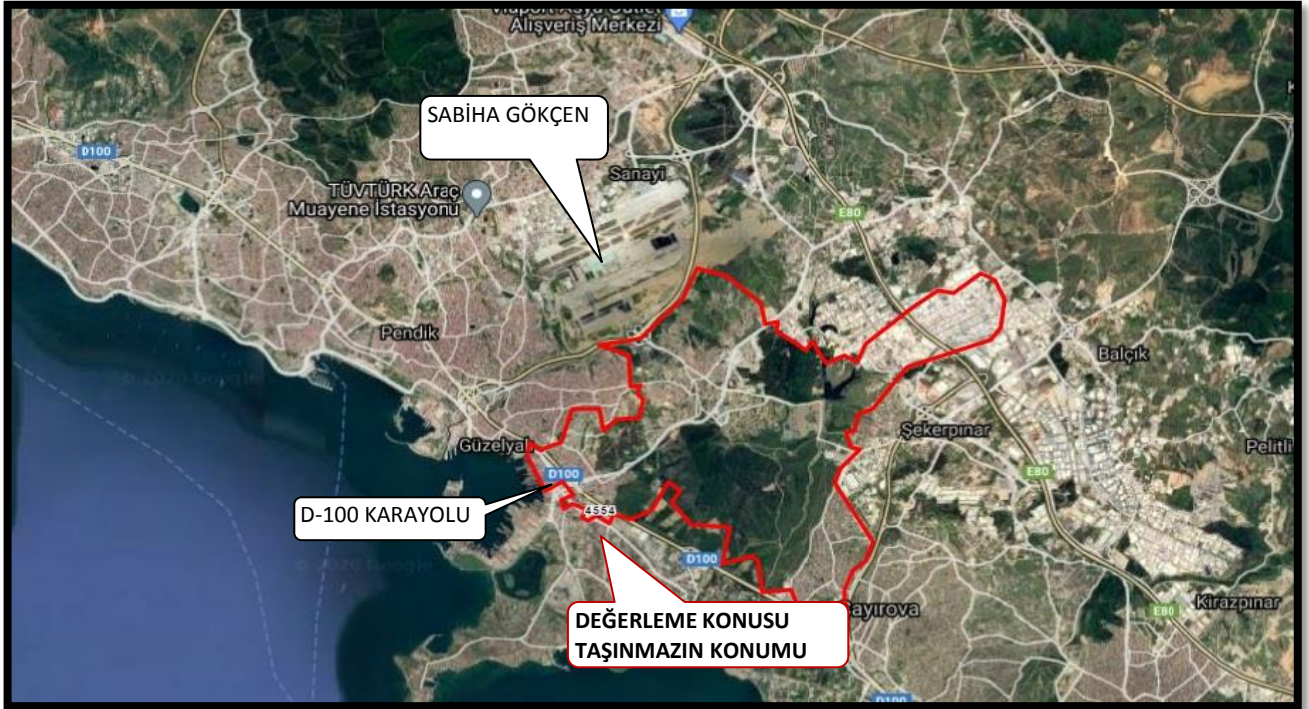 Viaport Asya Outlet
Alışveriş Merkezi
SABİHA GÖKÇEN
D100
Sanayi
TÜVTÜRK Araç
Muayene İstasyonu
E80
Pendik
Balçık
Güzelyalı
Şekerpınar
Pelitli
D100
E80
D-100 KARAYOLU
4554
D100
DEĞERLEME KONUSU
TAŞINMAZIN KONUMU
Çayırova
E80
Kirazpınar
D100